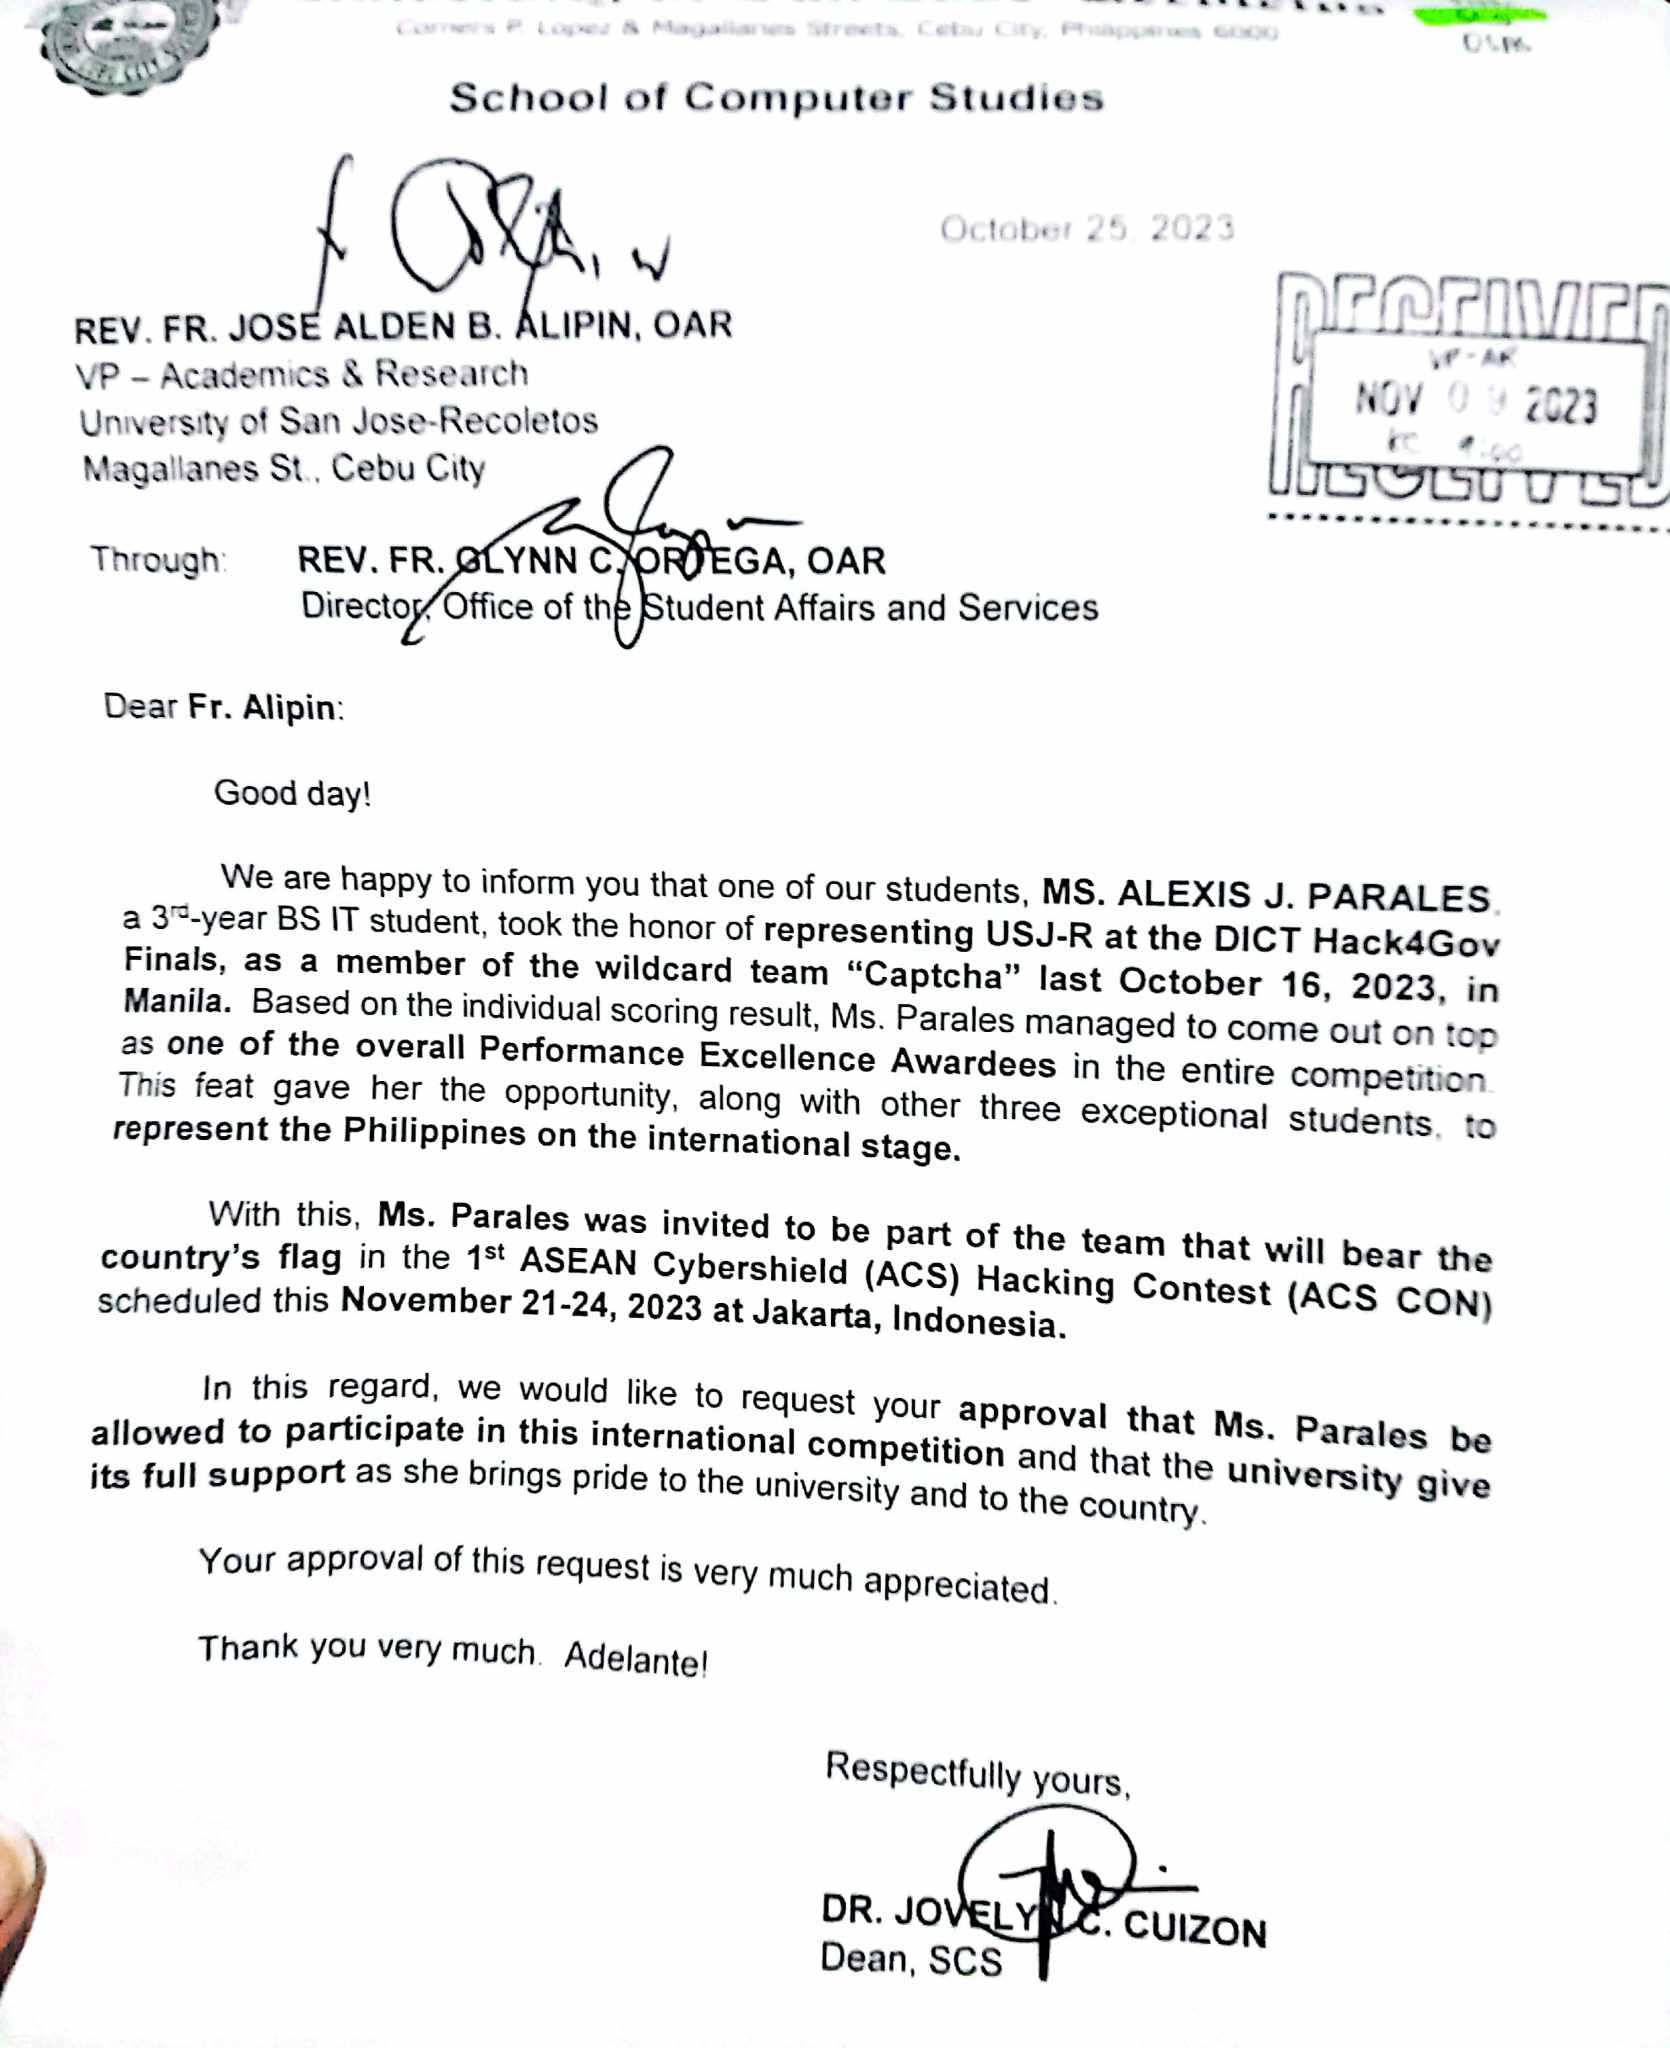 CEBU CITY
Corners P. Lopez & Magallanes Streets, Cebu City, Philippines 6000
School of Computer Studies
October 25, 2023
RECEIVED
VP-AR
NOV 09 2023
9:00
RECEIVED
REV. FR. JOSE ALDEN B. ALIPIN, OAR
VP – Academics & Research
University of San Jose-Recoletos
Magallanes St., Cebu City
Through: REV. FR. GLYNN C. ORTEGA, OAR
Director, Office of the Student Affairs and Services
Dear Fr. Alipin:
Good day!
We are happy to inform you that one of our students, MS. ALEXIS J. PARALES,
a 3rd-year BS IT student, took the honor of representing USJ-R at the DICT Hack4Gov
Finals, as a member of the wildcard team “Captcha” last October 16, 2023, in
Manila. Based on the individual scoring result, Ms. Parales managed to come out on top
as one of the overall Performance Excellence Awardees in the entire competition.
This feat gave her the opportunity, along with other three exceptional students, to
represent the Philippines on the international stage.
With this, Ms. Parales was invited to be part of the team that will bear the
country’s flag in the 1st ASEAN Cybershield (ACS) Hacking Contest (ACS CON)
scheduled this November 21-24, 2023 at Jakarta, Indonesia.
In this regard, we would like to request your approval that Ms. Parales be
allowed to participate in this international competition and that the university give
its full support as she brings pride to the university and to the country.
Your approval of this request is very much appreciated.
Thank you very much. Adelante!
Respectfully yours,
DR. JOVELYN C. CUIZON
Dean, SCS